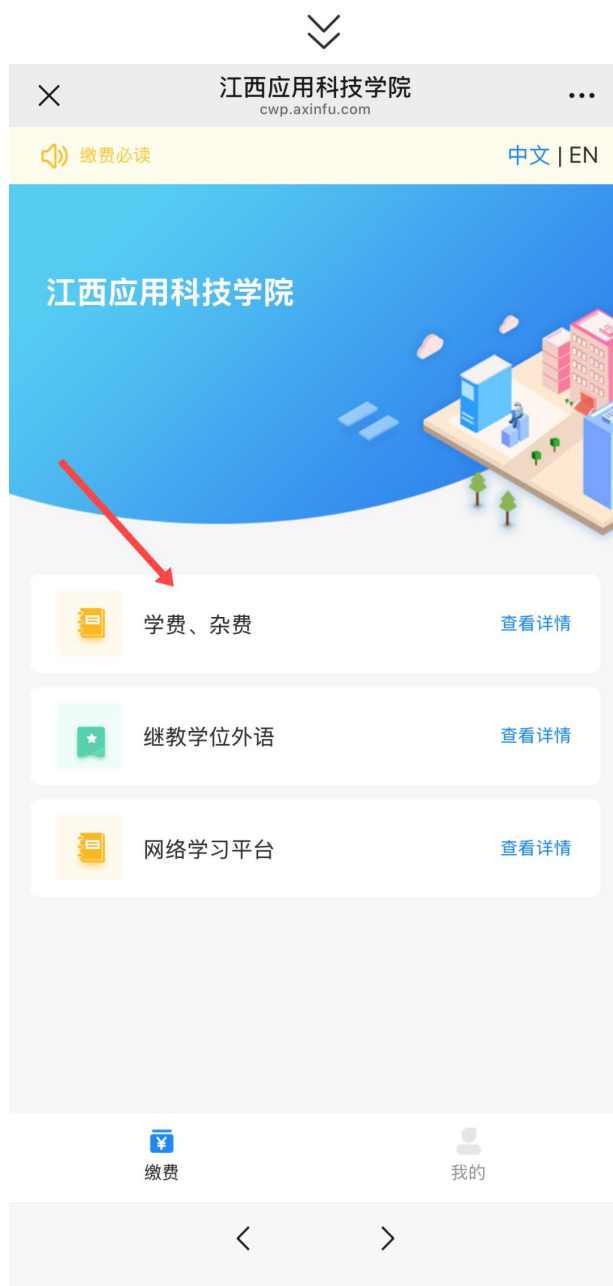 江西应用科技学院
cwp.axinfu.com
缴费必读
中文 | EN
江西应用科技学院
学费、杂费
查看详情
继教学位外语
查看详情
网络学习平台
查看详情
¥
缴费
我的